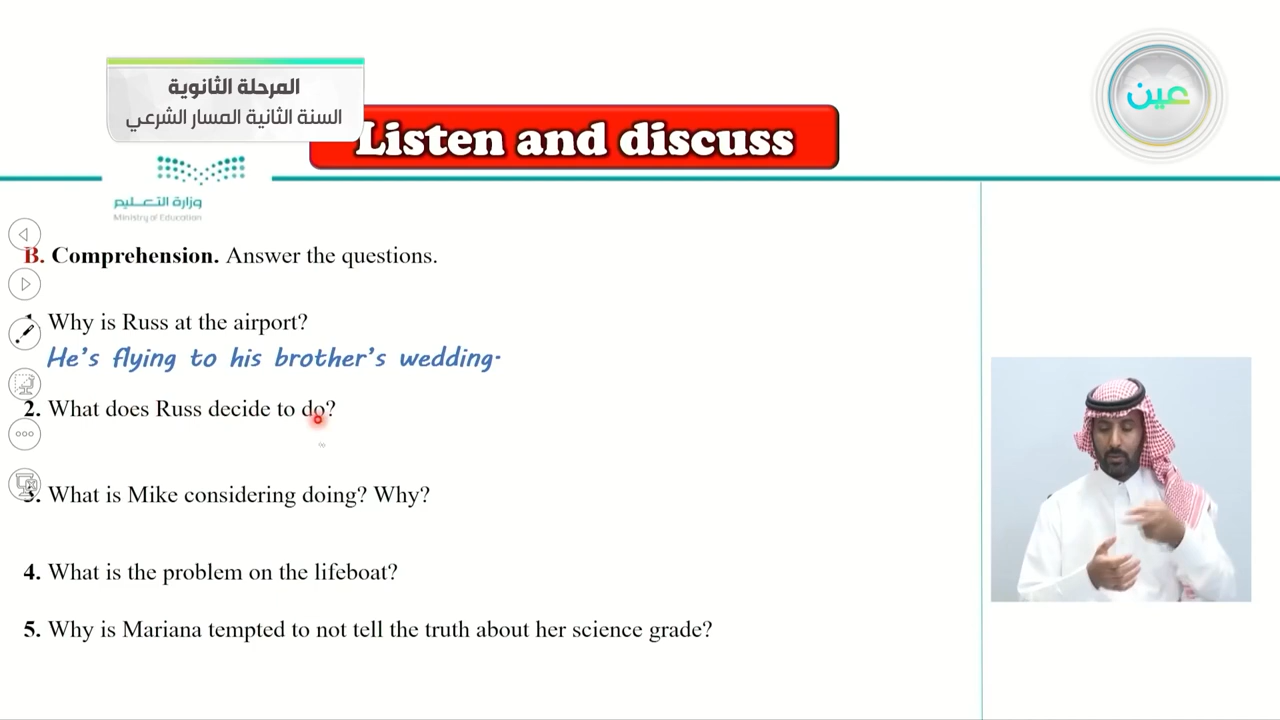 المرحلة الثانوية
السنة الثانية المسار الشرعي
عين
Listen and discuss
وزارة التعليم
Ministry of Education
B. Comprehension. Answer the questions.
Why is Russ at the airport?
He's flying to his brother's wedding.
2. What does Russ decide to do?
3. What is Mike considering doing? Why?
4. What is the problem on the lifeboat?
5. Why is Mariana tempted to not tell the truth about her science grade?